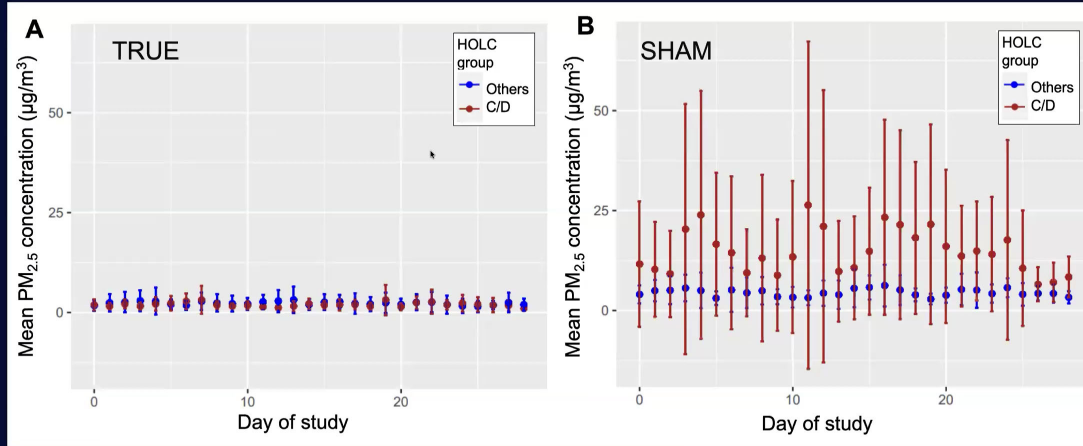 A
TRUE
HOLC
group
Others
C/D
Mean PM2.5 concentration (μg/m3)
50
25
0
0
10
20
Day of study
B
SHAM
HOLC
group
Others
C/D
Mean PM2.5 concentration (μg/m3)
50
25
0
0
10
20
Day of study